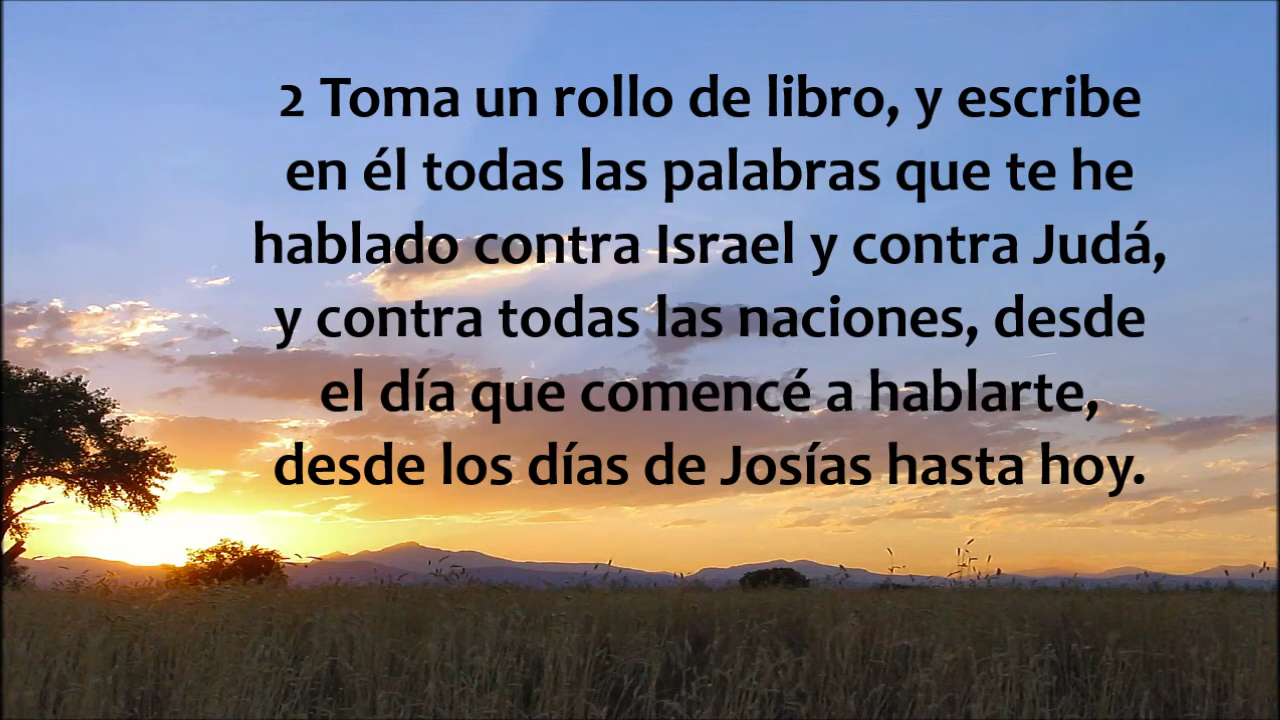 2 Toma un rollo de libro, y escribe
en él todas las palabras que te he
hablado contra Israel y contra Judá,
y contra todas las naciones, desde
el día que comencé a hablarte,
desde los días de Josías hasta hoy.